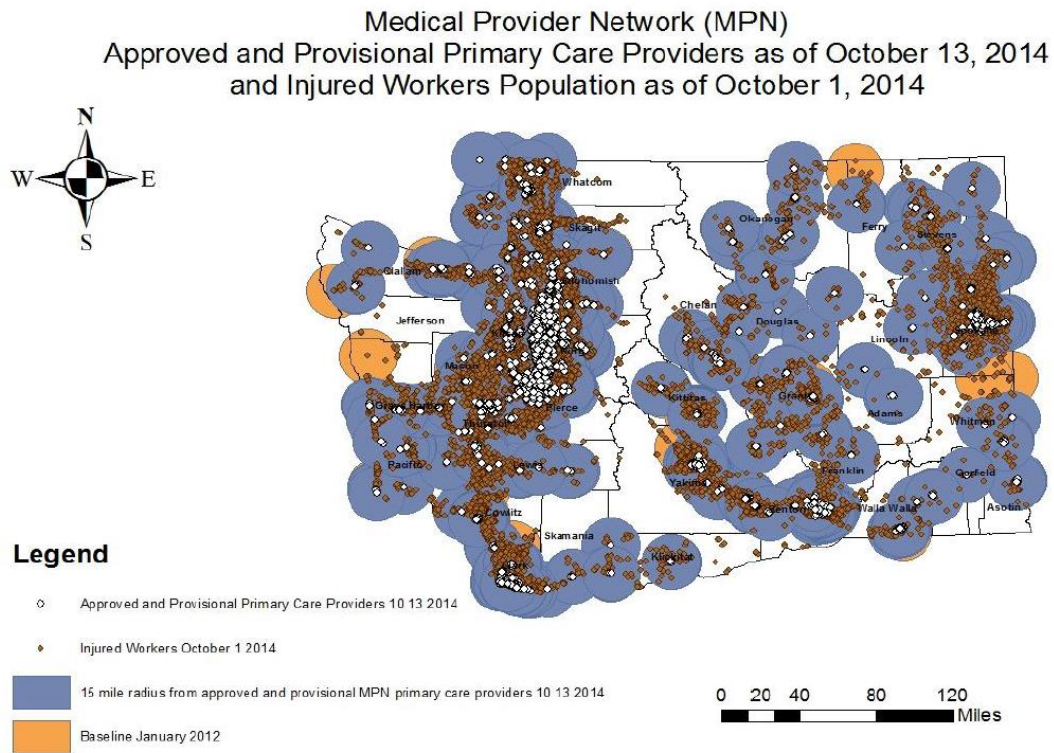 Medical Provider Network (MPN)
Approved and Provisional Primary Care Providers as of October 13, 2014
and Injured Workers Population as of October 1, 2014
N
W E
S
Whatcom
Skagit
Okanogan
Ferry
Stevens
Clallam
Snohomish
Chelan
Jefferson
Douglas
Lincoln
King
Mason
Kittitas
Grant
Adams
Grays Harbor
Pierce
Whitman
Thurston
Pacific
Lewis
Yakima
Franklin
Garfield
Benton
Walla Walla
Asotin
Cowlitz
Skamania
Klickitat
Clark
Legend
Approved and Provisional Primary Care Providers 10 13 2014
Injured Workers October 1 2014
15 mile radius from approved and provisional MPN primary care providers 10 13 2014
Baseline January 2012
0 20 40 80 120
Miles